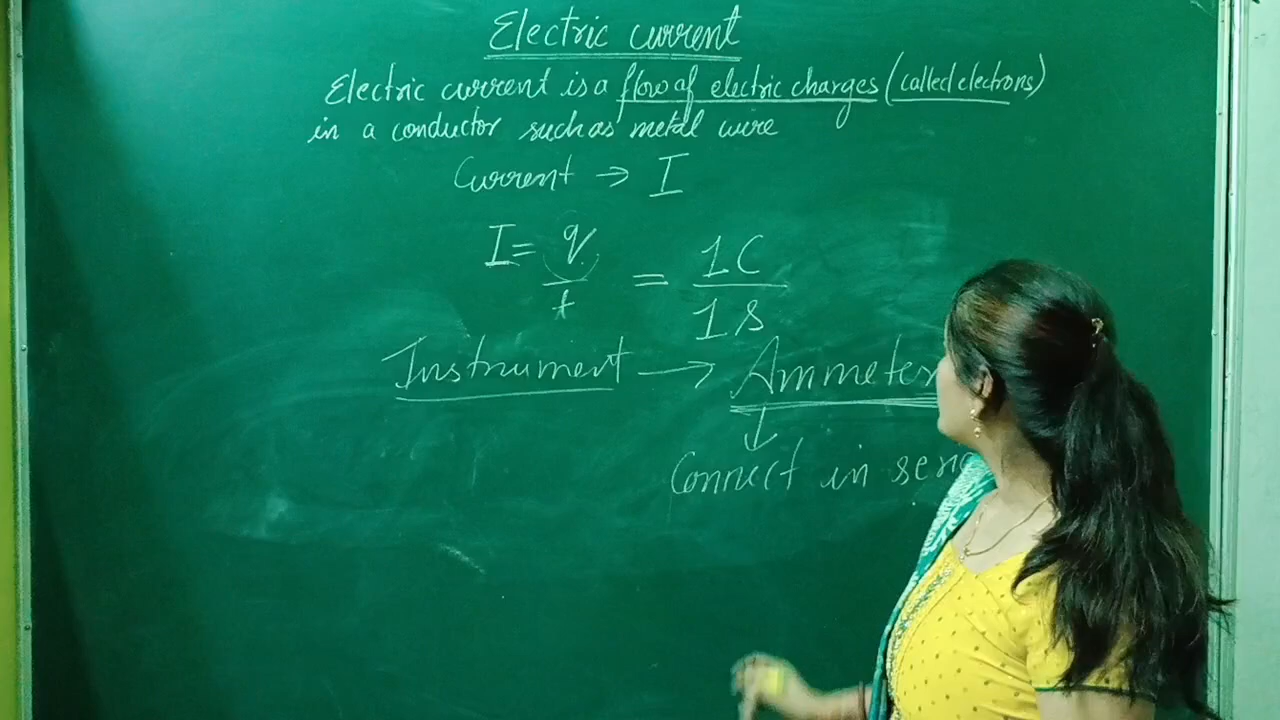 Electric current
Electric current is a flow of electric charges (called electrons)
in a conductor such as metal wire
Current → I
I = q/t = 1C/1s
Instrument → Ammeter
↓
Connect in